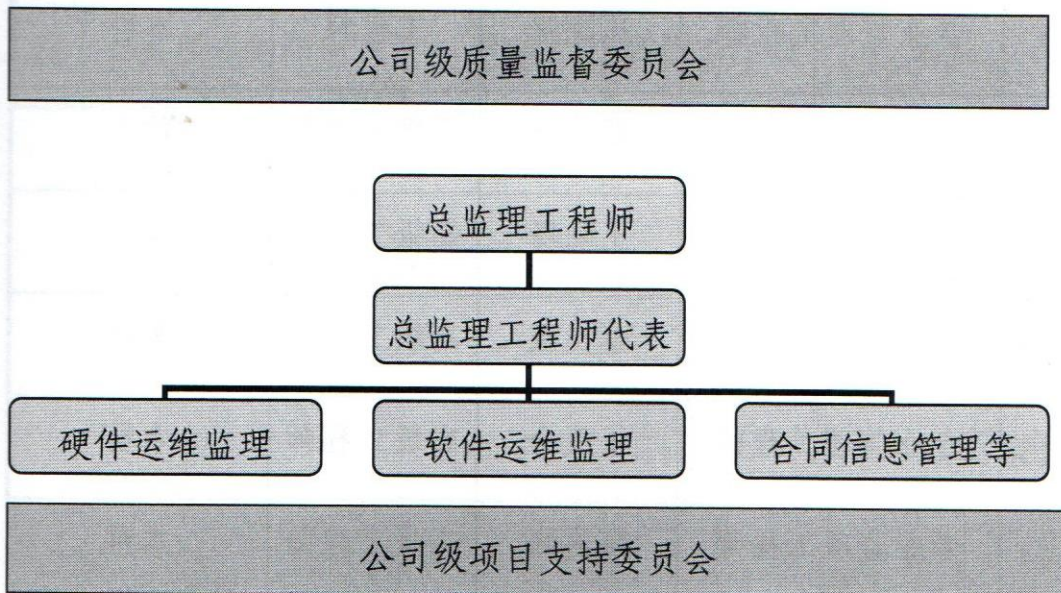 公司级质量监督委员会
总监理工程师
总监理工程师代表
硬件运维监理
软件运维监理
合同信息管理等
公司级项目支持委员会